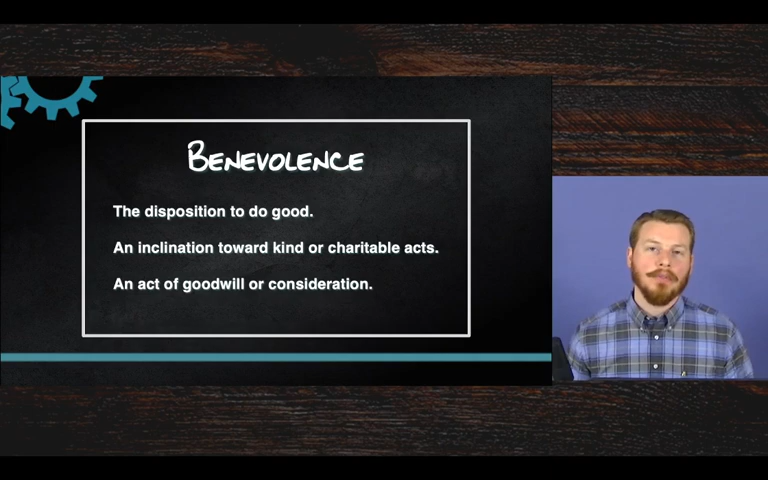 BENEVOLENCE
The disposition to do good.
An inclination toward kind or charitable acts.
An act of goodwill or consideration.